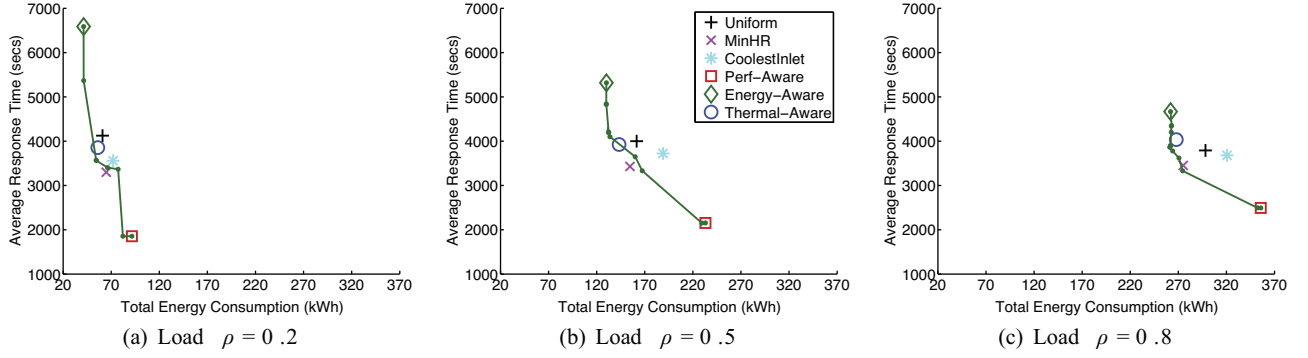 7000
6000
5000
4000
3000
2000
1000
Average Response Time (secs)
20 70 120 170 220 270 320 370
Total Energy Consumption (kWh)
(a) Load ρ = 0 .2
7000
6000
5000
4000
3000
2000
1000
Average Response Time (secs)
20 70 120 170 220 270 320 370
Total Energy Consumption (kWh)
Uniform
MinHR
CoolestInlet
Perf−Aware
Energy−Aware
Thermal−Aware
(b) Load ρ = 0 .5
7000
6000
5000
4000
3000
2000
1000
Average Response Time (secs)
20 70 120 170 220 270 320 370
Total Energy Consumption (kWh)
(c) Load ρ = 0 .8